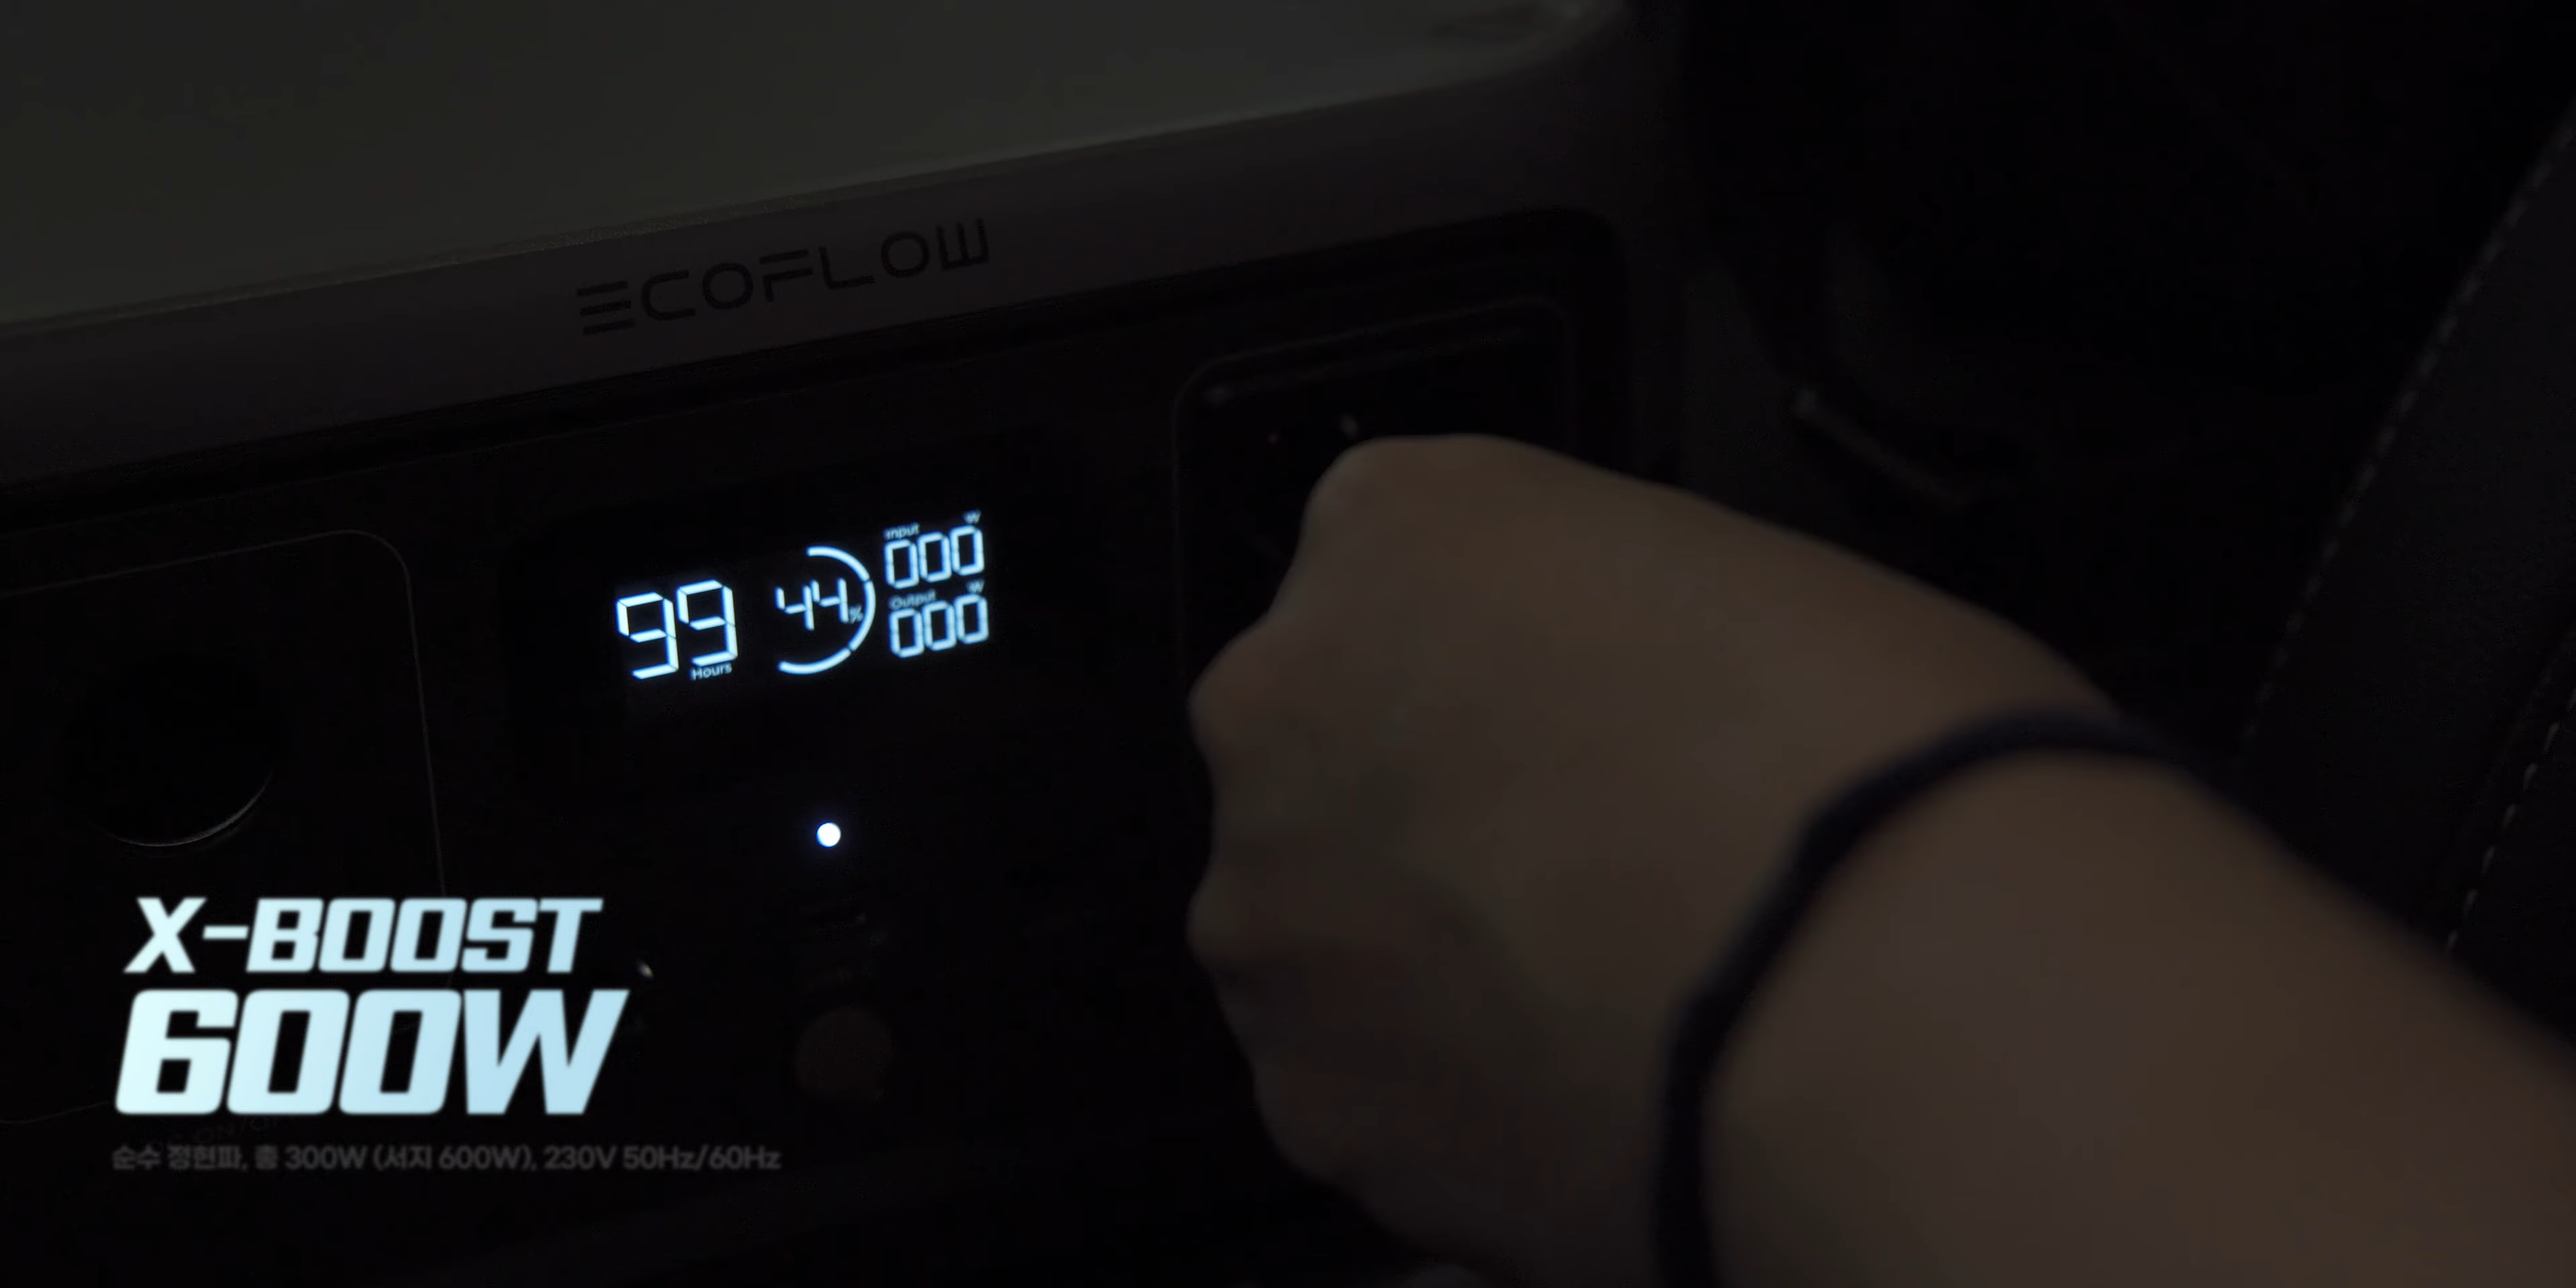 ECOFLOW
99
Hours
44%
Input
W
000
Output
W
000
X-BOOST
600W
순수 정현파, 총 300W (서지 600W), 230V 50Hz/60Hz